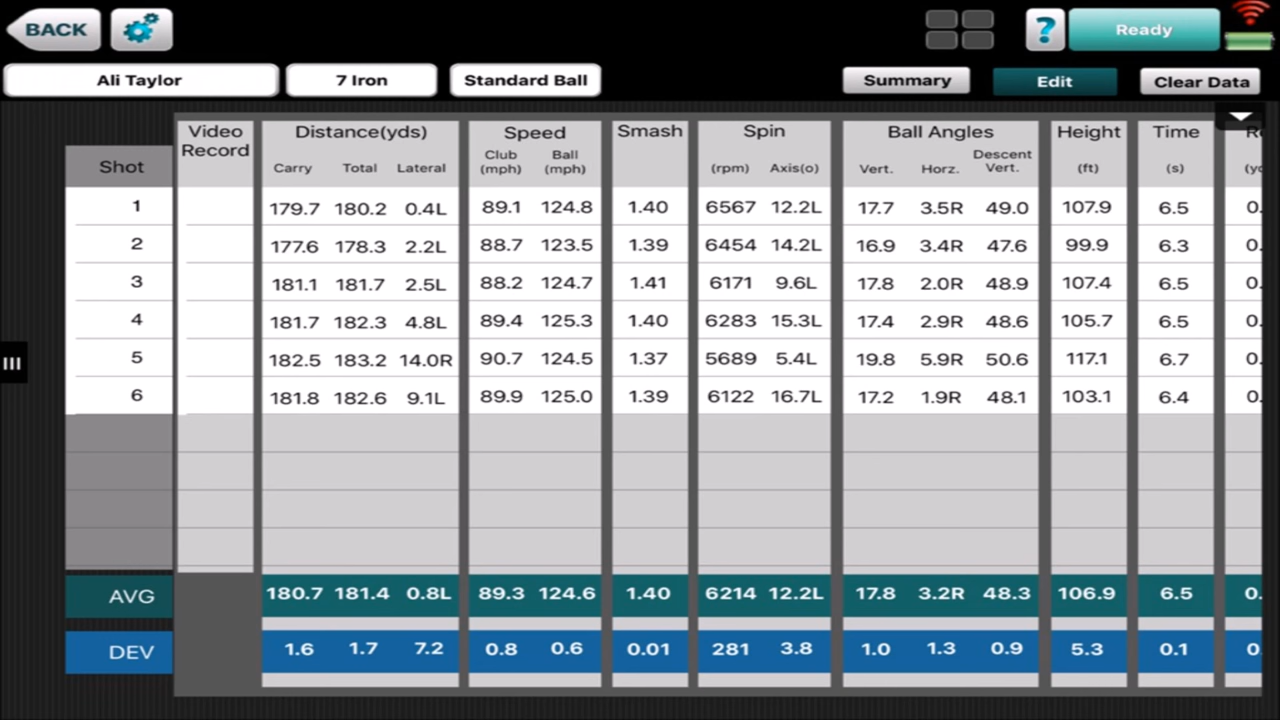 BACK ? Ready
Ali Taylor 7 Iron Standard Ball Summary Edit Clear Data
Shot Video Record Distance(yds) Speed Smash Spin Ball Angles Height Time
Carry Total Lateral Club (mph) Ball (mph) (rpm) Axis(o) Vert. Horz. Descent Vert. (ft) (s)
1 179.7 180.2 0.4L 89.1 124.8 1.40 6567 12.2L 17.7 3.5R 49.0 107.9 6.5 0.
2 177.6 178.3 2.2L 88.7 123.5 1.39 6454 14.2L 16.9 3.4R 47.6 99.9 6.3 0.
3 181.1 181.7 2.5L 88.2 124.7 1.41 6171 9.6L 17.8 2.0R 48.9 107.4 6.5 0.
4 181.7 182.3 4.8L 89.4 125.3 1.40 6283 15.3L 17.4 2.9R 48.6 105.7 6.5 0.
5 182.5 183.2 14.0R 90.7 124.5 1.37 5689 5.4L 19.8 5.9R 50.6 117.1 6.7 0.
6 181.8 182.6 9.1L 89.9 125.0 1.39 6122 16.7L 17.2 1.9R 48.1 103.1 6.4 0.
AVG 180.7 181.4 0.8L 89.3 124.6 1.40 6214 12.2L 17.8 3.2R 48.3 106.9 6.5 0.
DEV 1.6 1.7 7.2 0.8 0.6 0.01 281 3.8 1.0 1.3 0.9 5.3 0.1 0.